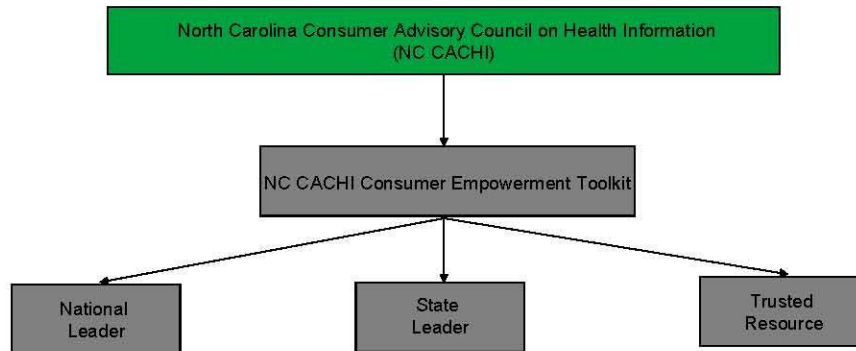 North Carolina Consumer Advisory Council on Health Information
(NC CACHI)
NC CACHI Consumer Empowerment Toolkit
National
Leader
State
Leader
Trusted
Resource